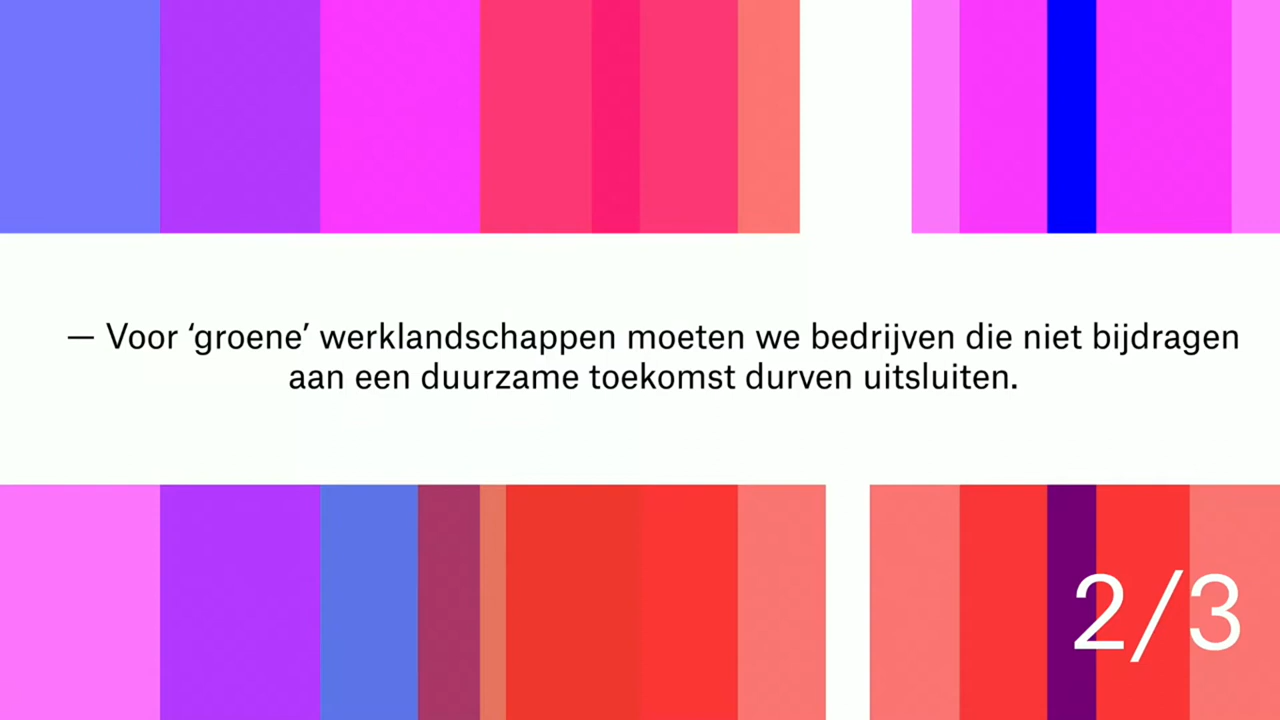 — Voor ‘groene’ werklandschappen moeten we bedrijven die niet bijdragen
aan een duurzame toekomst durven uitsluiten.
2/3